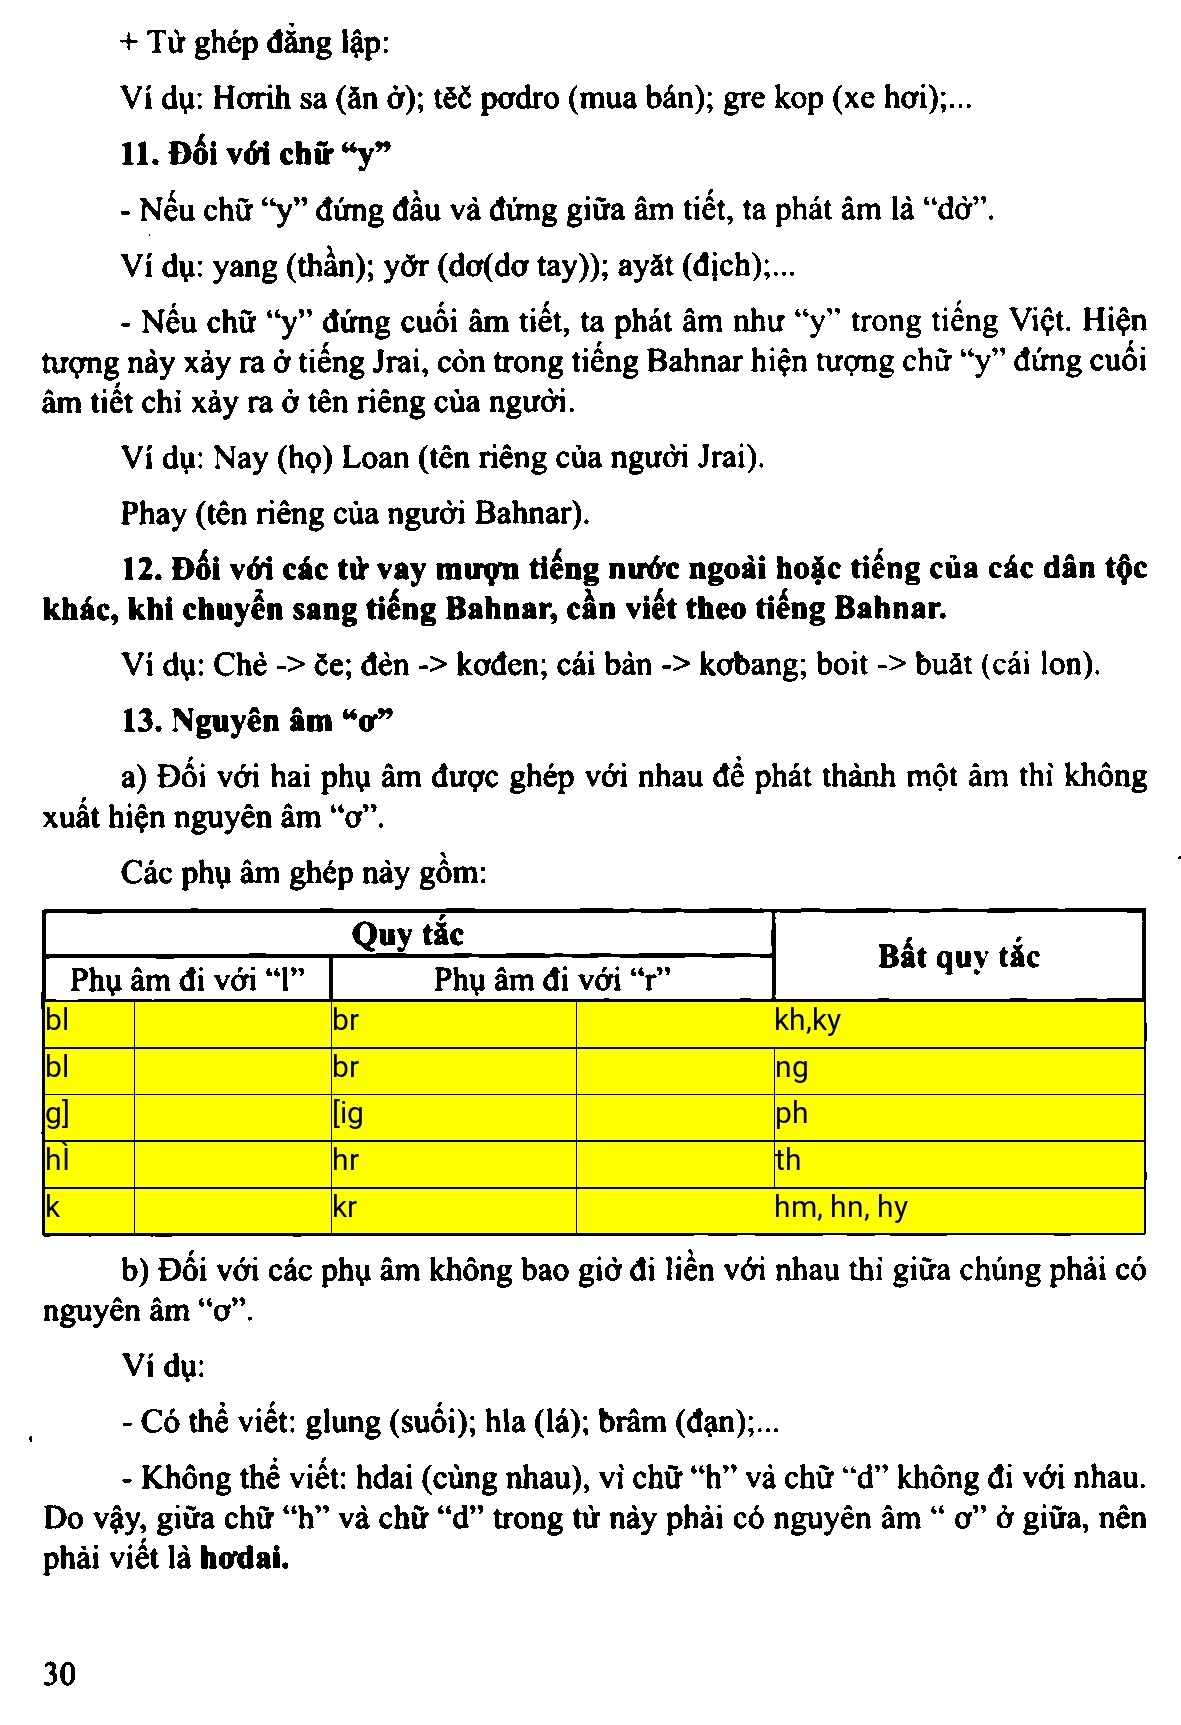 + Từ ghép đẳng lập:
Ví dụ: Hơrih sa (ăn ở); tĕč pơdro (mua bán); gre kop (xe hơi);...
11. Đối với chữ “y”
- Nếu chữ “y” đứng đầu và đứng giữa âm tiết, ta phát âm là “dờ”.
Ví dụ: yang (thần); yơ̆r (dơ(dơ tay)); ayăt (địch);...
- Nếu chữ “y” đứng cuối âm tiết, ta phát âm như “y” trong tiếng Việt. Hiện
tượng này xảy ra ở tiếng Jrai, còn trong tiếng Bahnar hiện tượng chữ “y” đứng cuối
âm tiết chỉ xảy ra ở tên riêng của người.
Ví dụ: Nay (họ) Loan (tên riêng của người Jrai).
Phay (tên riêng của người Bahnar).
12. Đối với các từ vay mượn tiếng nước ngoài hoặc tiếng của các dân tộc
khác, khi chuyển sang tiếng Bahnar, cần viết theo tiếng Bahnar.
Ví dụ: Chè -> če; đèn -> kơđen; cái bàn -> kơbang; boit -> buăt (cái lon).
13. Nguyên âm “ơ”
a) Đối với hai phụ âm được ghép với nhau để phát thành một âm thì không
xuất hiện nguyên âm “ơ”.
Các phụ âm ghép này gồm:
Quy tắc Bất quy tắc
Phụ âm đi với “l” Phụ âm đi với “r”
bl br kh,ky
bl br ng
g] [ig ph
hÌ hr th
k kr hm, hn, hy
b) Đối với các phụ âm không bao giờ đi liền với nhau thì giữa chúng phải có
nguyên âm “ơ”.
Ví dụ:
- Có thể viết: glung (suối); hla (lá); brâm (đạn);...
- Không thể viết: hdai (cùng nhau), vì chữ “h” và chữ “d” không đi với nhau.
Do vậy, giữa chữ “h” và chữ “d” trong từ này phải có nguyên âm “ ơ” ở giữa, nên
phải viết là hơdai.
30